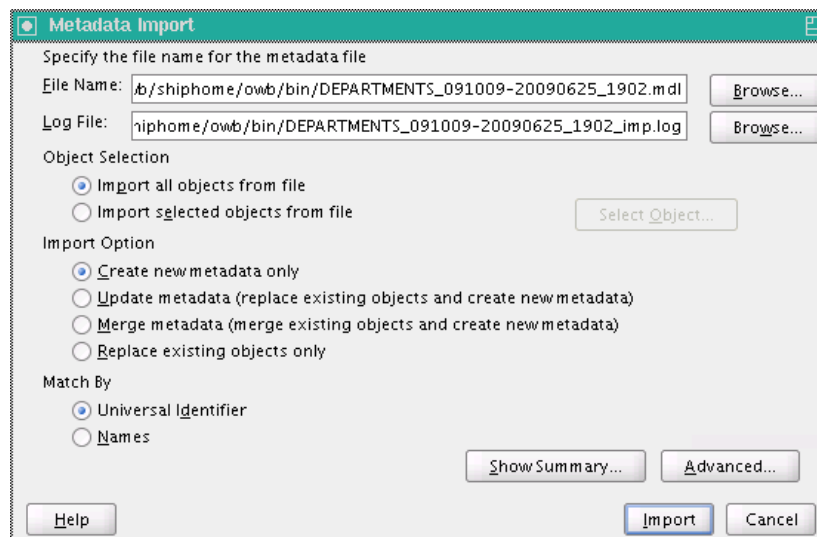 Metadata Import
Specify the file name for the metadata file
File Name: /b/shiphome/owb/bin/DEPARTMENTS_091009-20090625_1902.mdl Browse...
Log File: hiphome/owb/bin/DEPARTMENTS_091009-20090625_1902_imp.log Browse...
Object Selection
Import all objects from file
Import selected objects from file Select Object...
Import Option
Create new metadata only
Update metadata (replace existing objects and create new metadata)
Merge metadata (merge existing objects and create new metadata)
Replace existing objects only
Match By
Universal Identifier
Names
Show Summary... Advanced...
Help Import Cancel